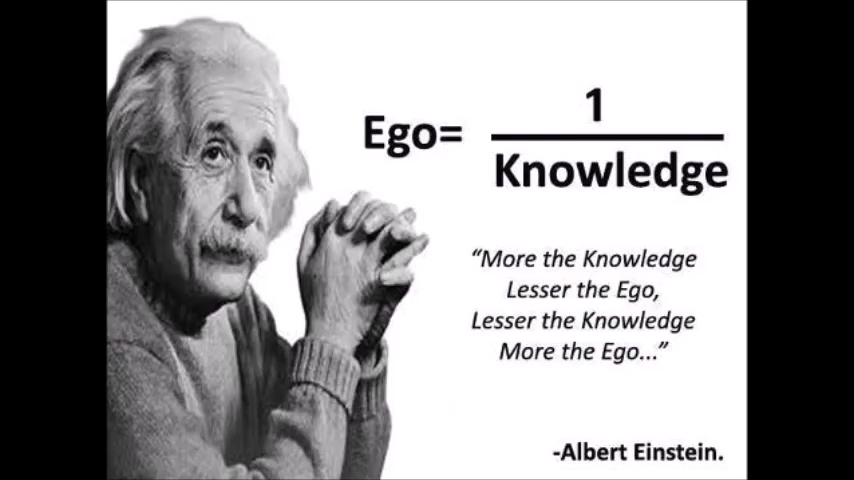 Ego= 1
Knowledge
“More the Knowledge
Lesser the Ego,
Lesser the Knowledge
More the Ego...”
-Albert Einstein.